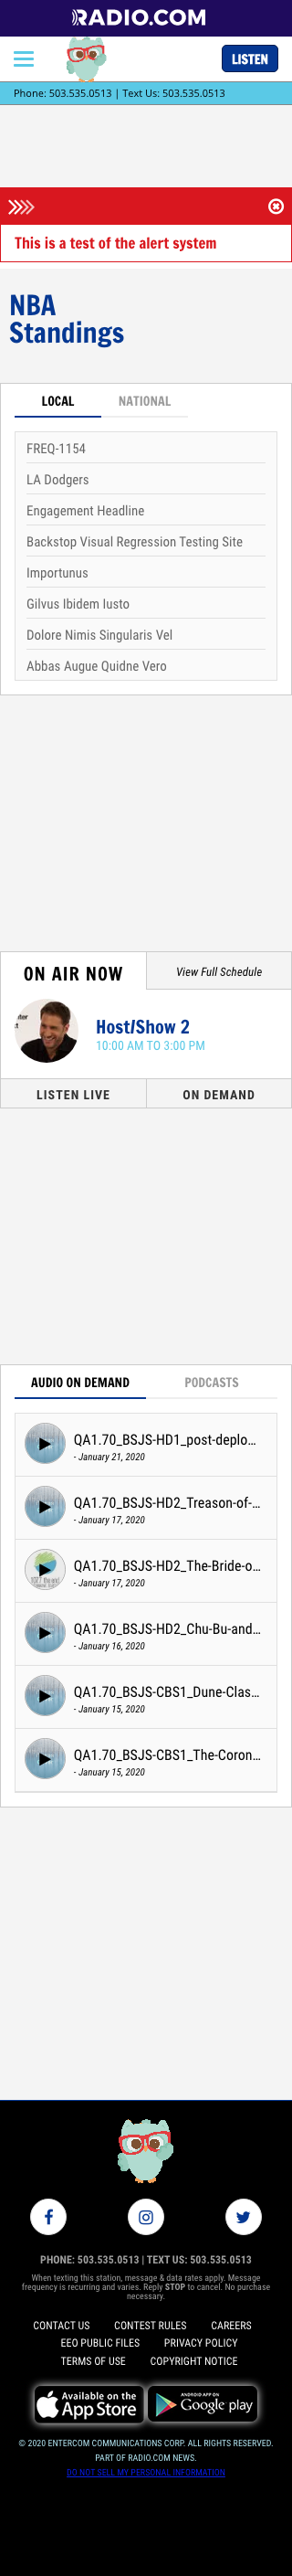 RADIO.COM
LISTEN
Phone: 503.535.0513 | Text Us: 503.535.0513
This is a test of the alert system
NBA
Standings
LOCAL
NATIONAL
FREQ-1154
LA Dodgers
Engagement Headline
Backstop Visual Regression Testing Site
Importunus
Gilvus Ibidem Iusto
Dolore Nimis Singularis Vel
Abbas Augue Quidne Vero
ON AIR NOW
View Full Schedule
Host/Show 2
10:00 AM TO 3:00 PM
LISTEN LIVE
ON DEMAND
AUDIO ON DEMAND
PODCASTS
QA1.70_BSJS-HD1_post-deplo...
- January 21, 2020
QA1.70_BSJS-HD2_Treason-of-...
- January 17, 2020
QA1.70_BSJS-HD2_The-Bride-o...
- January 17, 2020
QA1.70_BSJS-HD2_Chu-Bu-and...
- January 16, 2020
QA1.70_BSJS-CBS1_Dune-Clas...
- January 15, 2020
QA1.70_BSJS-CBS1_The-Coron...
- January 15, 2020
PHONE: 503.535.0513 | TEXT US: 503.535.0513
When texting this station, message & data rates apply. Message
frequency is recurring and varies. Reply STOP to cancel. No purchase
necessary.
CONTACT US
CONTEST RULES
CAREERS
EEO PUBLIC FILES
PRIVACY POLICY
TERMS OF USE
COPYRIGHT NOTICE
Available on the
App Store
ANDROID APP ON
Google play
© 2020 ENTERCOM COMMUNICATIONS CORP. ALL RIGHTS RESERVED.
PART OF RADIO.COM NEWS.
DO NOT SELL MY PERSONAL INFORMATION